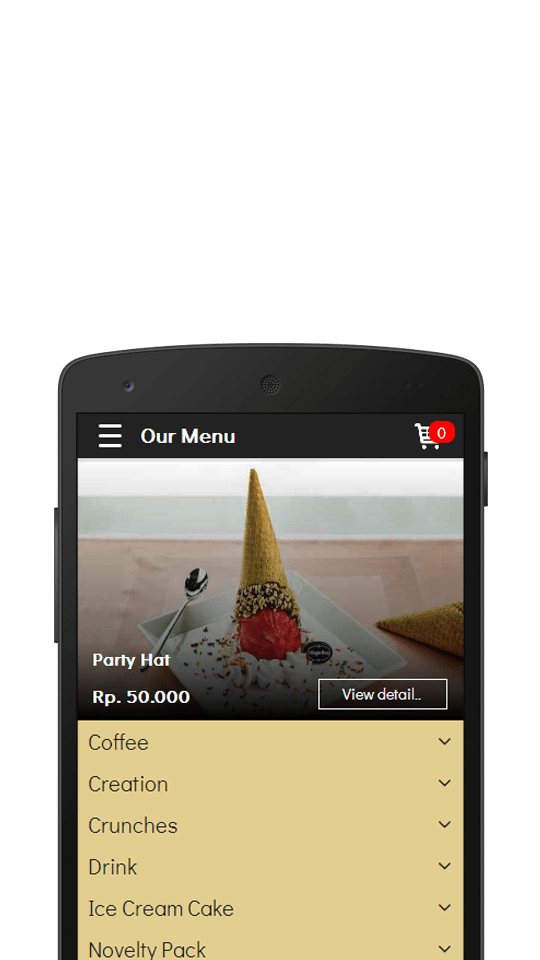 Our Menu
0
Party Hat
Rp. 50.000
View detail..
Coffee
Creation
Crunches
Drink
Ice Cream Cake
Novelty Pack